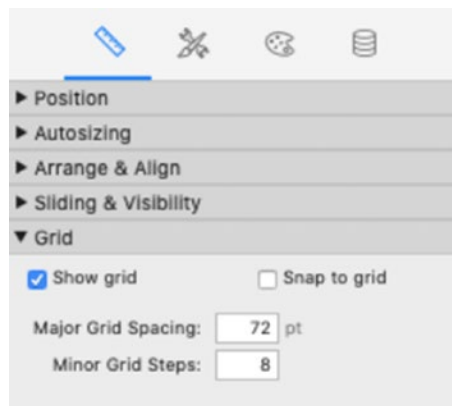 Position
Autosizing
Arrange & Align
Sliding & Visibility
Grid
Show grid Snap to grid
Major Grid Spacing: 72 pt
Minor Grid Steps: 8